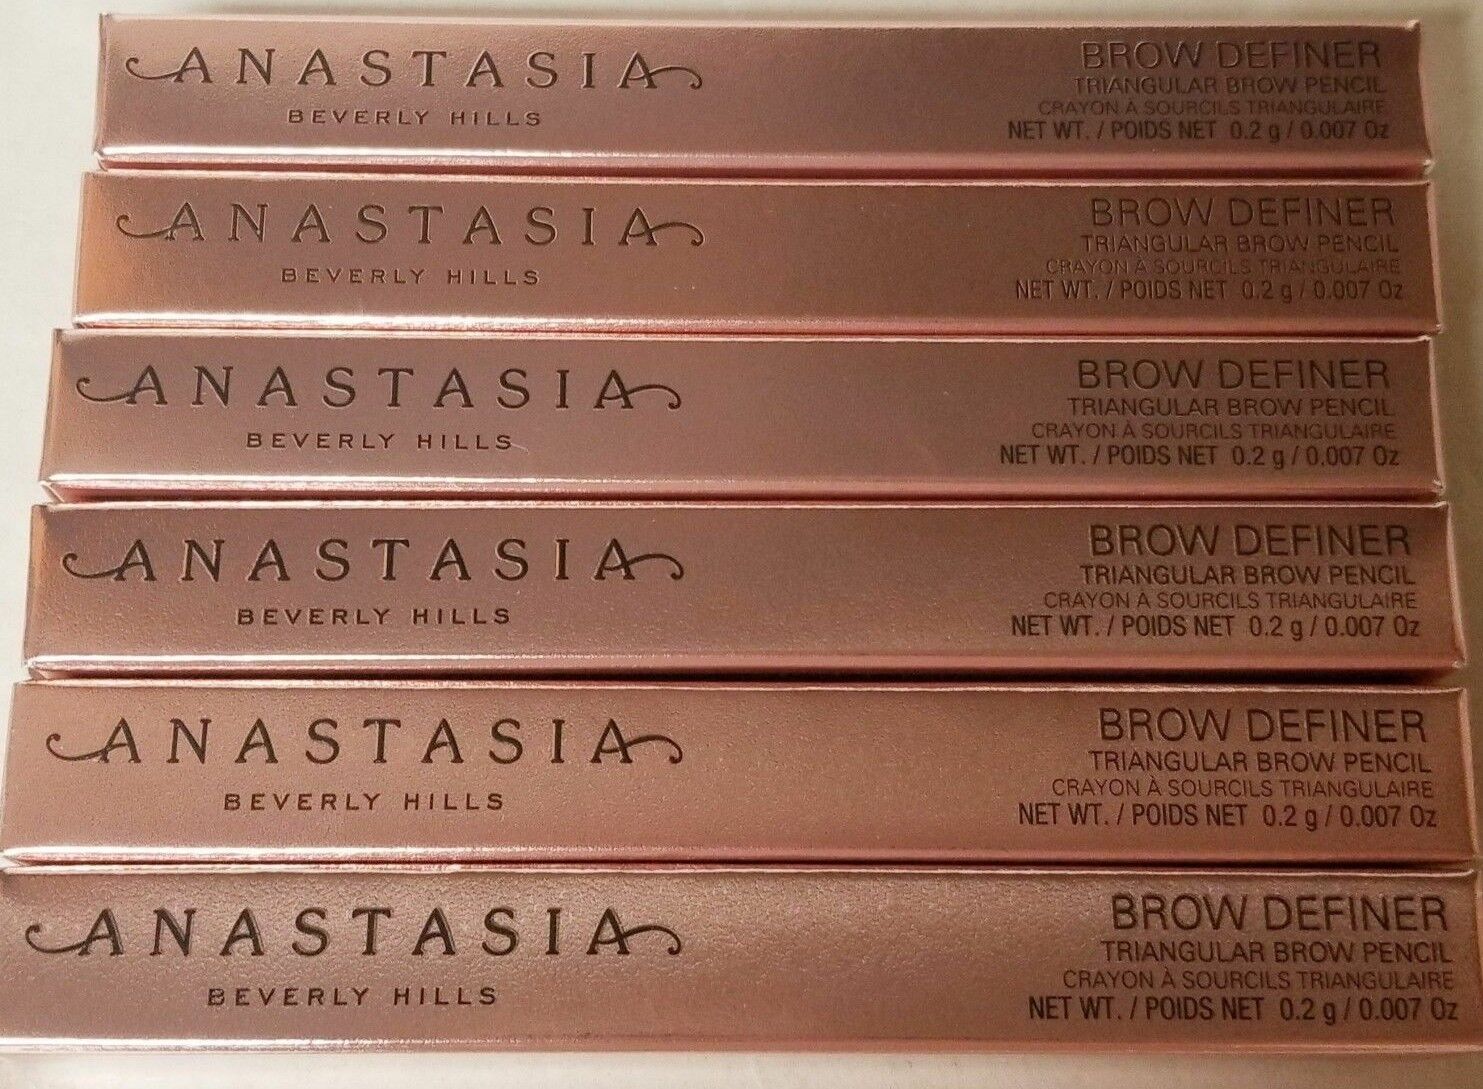 ANASTASIA
BEVERLY HILLS
BROW DEFINER
TRIANGULAR BROW PENCIL
CRAYON À SOURCILS TRIANGULAIRE
NET WT. / POIDS NET 0.2 g / 0.007 Oz
ANASTASIA
BEVERLY HILLS
BROW DEFINER
TRIANGULAR BROW PENCIL
CRAYON À SOURCILS TRIANGULAIRE
NET WT. / POIDS NET 0.2 g / 0.007 Oz
ANASTASIA
BEVERLY HILLS
BROW DEFINER
TRIANGULAR BROW PENCIL
CRAYON À SOURCILS TRIANGULAIRE
NET WT. / POIDS NET 0.2 g / 0.007 Oz
ANASTASIA
BEVERLY HILLS
BROW DEFINER
TRIANGULAR BROW PENCIL
CRAYON À SOURCILS TRIANGULAIRE
NET WT. / POIDS NET 0.2 g / 0.007 Oz
ANASTASIA
BEVERLY HILLS
BROW DEFINER
TRIANGULAR BROW PENCIL
CRAYON À SOURCILS TRIANGULAIRE
NET WT. / POIDS NET 0.2 g / 0.007 Oz
ANASTASIA
BEVERLY HILLS
BROW DEFINER
TRIANGULAR BROW PENCIL
CRAYON À SOURCILS TRIANGULAIRE
NET WT. / POIDS NET 0.2 g / 0.007 Oz